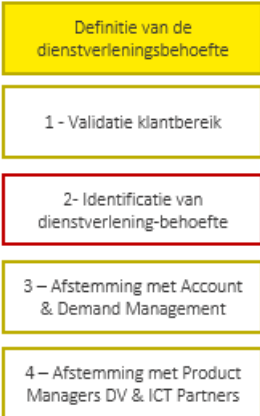 Definitie van de
dienstverleningsbehoefte
1 - Validatie klantbereik
2- Identificatie van
dienstverlening-behoefte
3 – Afstemming met Account
& Demand Management
4 – Afstemming met Product
Managers DV & ICT Partners